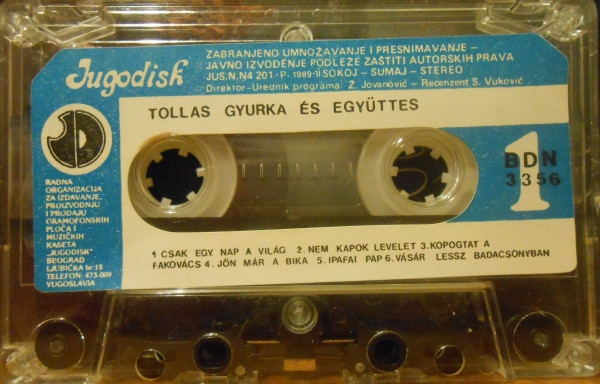 Jugodisk
ZABRANJENO UMNOŽAVANJE I PRESNIMAVANJE –
JAVNO IZVOĐENJE PODLEŽE ZAŠTITI AUTORSKIH PRAVA
JUS.N.N4 201 · P · 1989·II SOKOJ – SUMAJ – STEREO
Direktor–Urednik programa: Ž. Jovanović – Recenzent S. Vuković
TOLLAS GYURKA ÉS EGYÜTTES
RADNA
ORGANIZACIJA
ZA IZDAVANJE,
PROIZVODNJU
I PRODAJU
GRAMOFONSKIH
PLOČA I
MUZIČKIH
KASETA
„JUGODISK"
BEOGRAD
LJUBIČKA br. 15
TELEFON: 473-009
YUGOSLAVIA
1
BDN
3356
1 CSAK EGY NAP A VILÁG 2. NEM KAPOK LEVELET 3.KOPOGTAT A
FAKOVÁCS 4. JÖN MÁR A BIKA 5. IPAFAI PAP 6.VÁSÁR LESSZ BADACSONYBAN